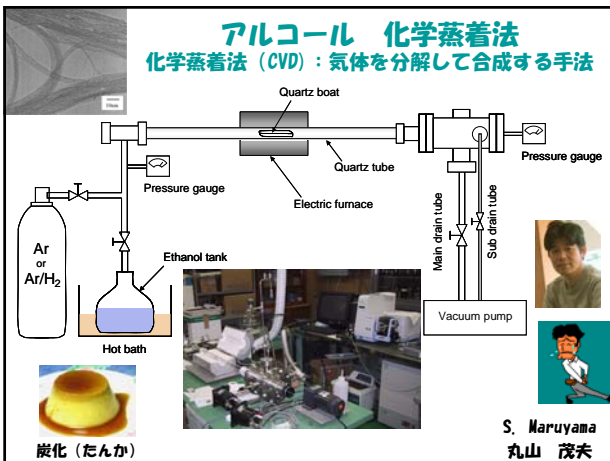 アルコール 化学蒸着法
化学蒸着法(CVD):気体を分解して合成する手法
Quartz boat
Pressure gauge
Quartz tube
Electric furnace
Pressure gauge
Main drain tube
Sub drain tube
Ar
or
Ar/H2
Ethanol tank
Hot bath
Vacuum pump
炭化(たんか)
S. Maruyama
丸山 茂夫